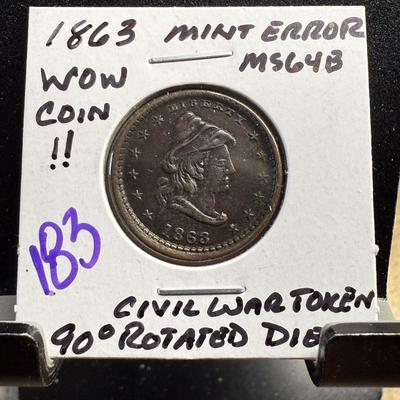 1863 MINT ERROR
WOW MS64B
COIN
!!
LIBERTY
1863
183
CIVIL WAR TOKEN
90° ROTATED DIE